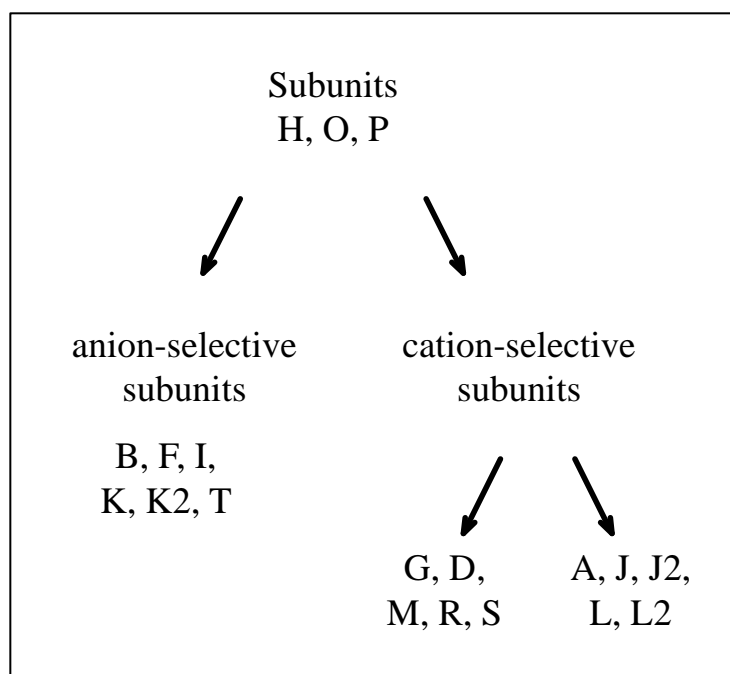 Subunits
H, O, P
anion-selective
subunits
cation-selective
subunits
B, F, I,
K, K2, T
G, D,
M, R, S
A, J, J2,
L, L2